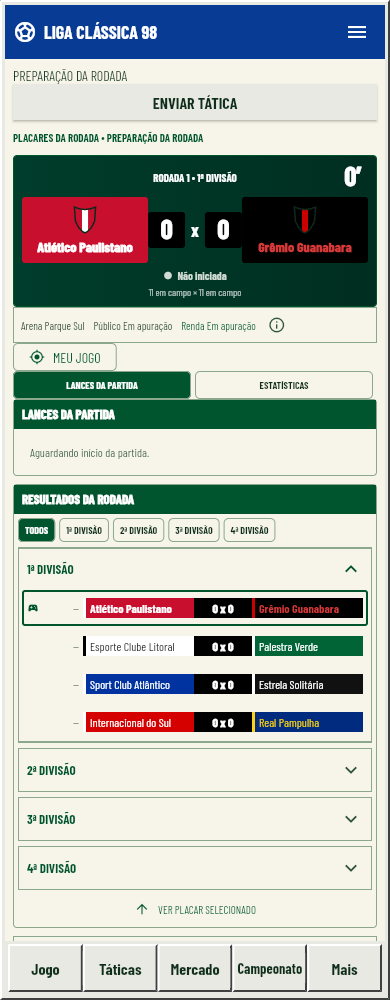 LIGA CLÁSSICA 98
PREPARAÇÃO DA RODADA
ENVIAR TÁTICA
PLACARES DA RODADA • PREPARAÇÃO DA RODADA
RODADA 1 • 1ª DIVISÃO
0’
Atlético Paulistano
0 x 0
Grêmio Guanabara
Não iniciada
11 em campo × 11 em campo
Arena Parque Sul Público Em apuração Renda Em apuração
MEU JOGO
LANCES DA PARTIDA
ESTATÍSTICAS
LANCES DA PARTIDA
Aguardando início da partida.
RESULTADOS DA RODADA
TODOS 1ª DIVISÃO 2ª DIVISÃO 3ª DIVISÃO 4ª DIVISÃO
1ª DIVISÃO
– Atlético Paulistano 0 x 0 Grêmio Guanabara
– Esporte Clube Litoral 0 x 0 Palestra Verde
– Sport Club Atlântico 0 x 0 Estrela Solitária
– Internacional do Sul 0 x 0 Real Pampulha
2ª DIVISÃO
3ª DIVISÃO
4ª DIVISÃO
VER PLACAR SELECIONADO
Jogo Táticas Mercado Campeonato Mais